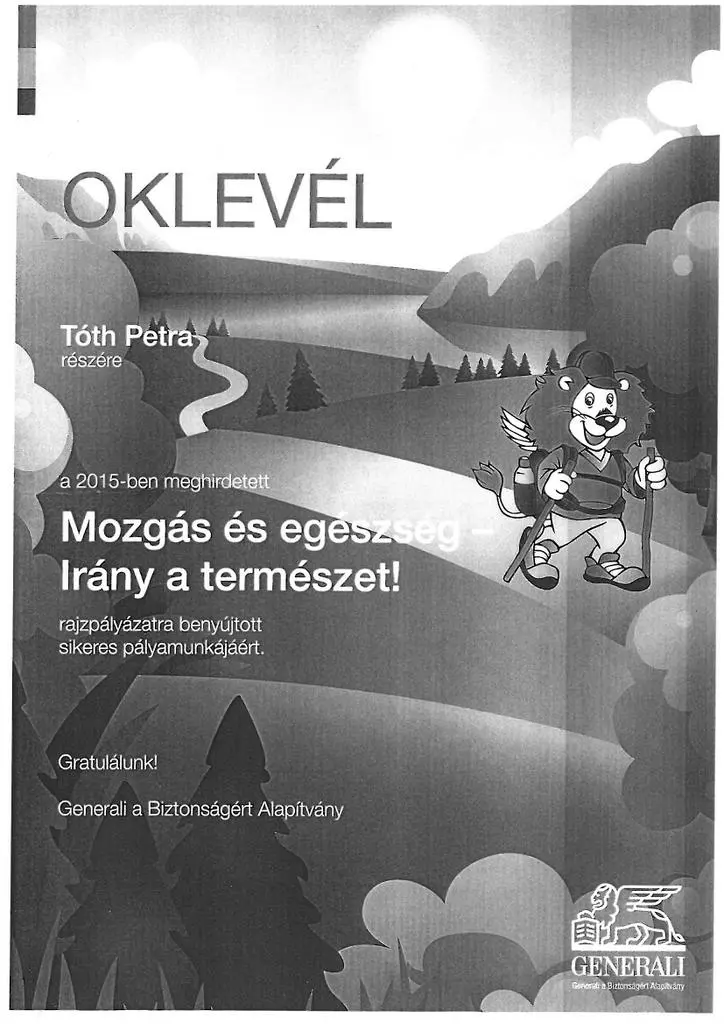 OKLEVÉL
Tóth Petra
részére
a 2015-ben meghirdetett
Mozgás és egészség –
Irány a természet!
rajzpályázatra benyújtott
sikeres pályamunkájáért.
Gratulálunk!
Generali a Biztonságért Alapítvány
GENERALI
Generali a Biztonságért Alapítvány